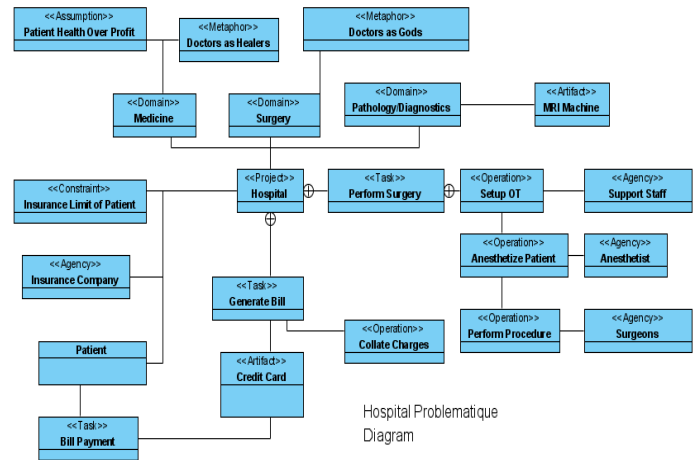 <<Assumption>>
Patient Health Over Profit
<<Metaphor>>
Doctors as Healers
<<Metaphor>>
Doctors as Gods
<<Domain>>
Medicine
<<Domain>>
Surgery
<<Domain>>
Pathology/Diagnostics
<<Artifact>>
MRI Machine
<<Constraint>>
Insurance Limit of Patient
<<Project>>
Hospital
<<Task>>
Perform Surgery
<<Operation>>
Setup OT
<<Agency>>
Support Staff
<<Agency>>
Insurance Company
<<Operation>>
Anesthetize Patient
<<Agency>>
Anesthetist
<<Task>>
Generate Bill
<<Operation>>
Collate Charges
<<Operation>>
Perform Procedure
<<Agency>>
Surgeons
Patient
<<Artifact>>
Credit Card
<<Task>>
Bill Payment
Hospital Problematique
Diagram